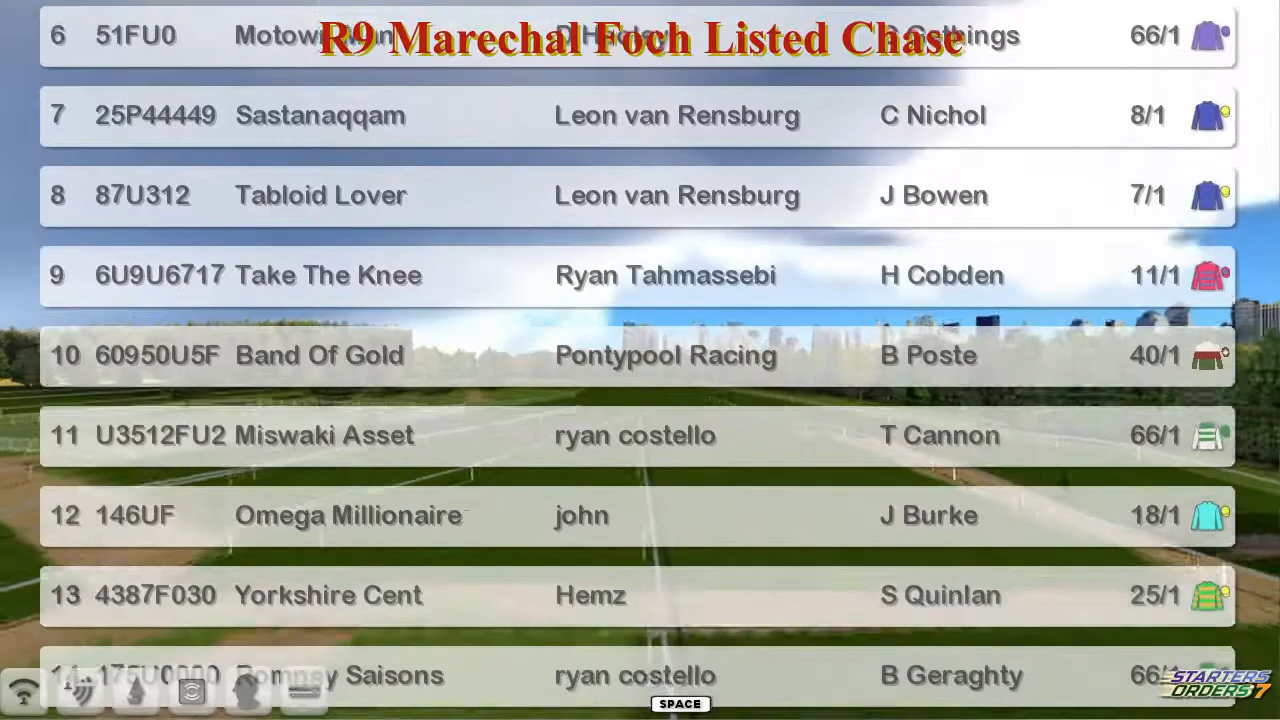 R9 Marechal Foch Listed Chase
6 51FU0 66/1
7 25P44449 Sastanaqqam Leon van Rensburg C Nichol 8/1
8 87U312 Tabloid Lover Leon van Rensburg J Bowen 7/1
9 6U9U6717 Take The Knee Ryan Tahmassebi H Cobden 11/1
10 60950U5F Band Of Gold Pontypool Racing B Poste 40/1
11 U3512FU2 Miswaki Asset ryan costello T Cannon 66/1
12 146UF Omega Millionaire john J Burke 18/1
13 4387F030 Yorkshire Cent Hemz S Quinlan 25/1
14 Saisons ryan costello B Geraghty
SPACE
STARTERS
ORDERS 7